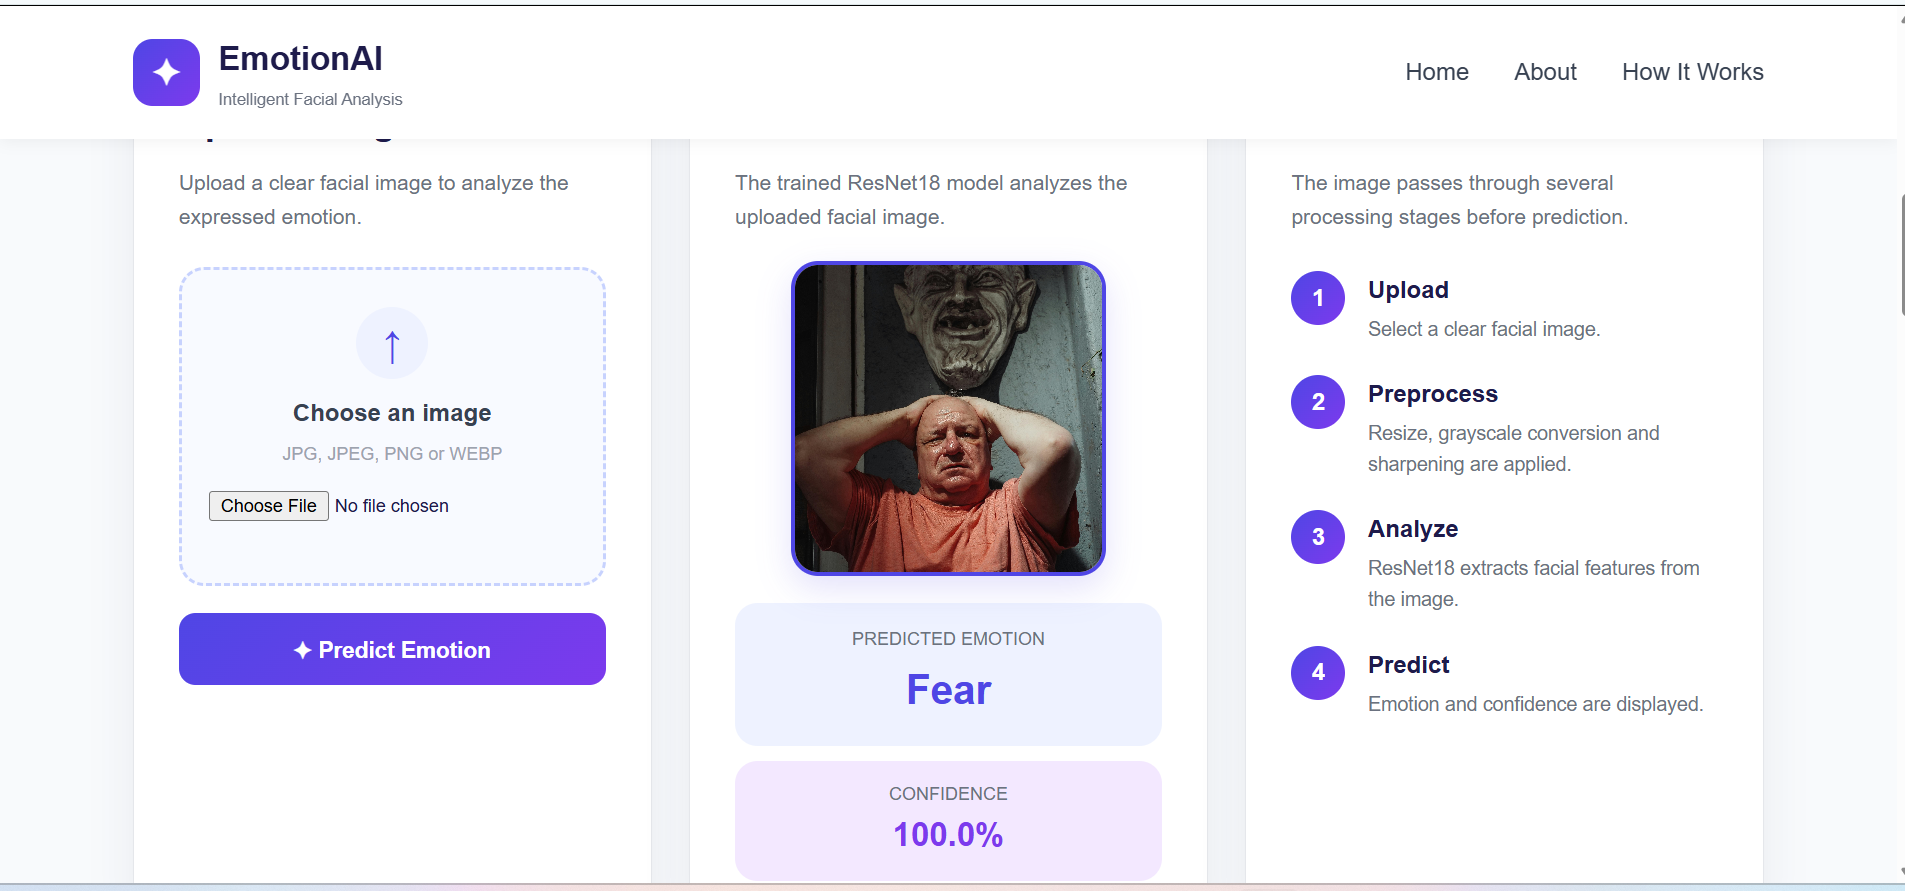 EmotionAI
Intelligent Facial Analysis
Home
About
How It Works
Upload a clear facial image to analyze the
expressed emotion.
Choose an image
JPG, JPEG, PNG or WEBP
Choose File No file chosen
✦ Predict Emotion
The trained ResNet18 model analyzes the
uploaded facial image.
PREDICTED EMOTION
Fear
CONFIDENCE
100.0%
The image passes through several
processing stages before prediction.
1
Upload
Select a clear facial image.
2
Preprocess
Resize, grayscale conversion and
sharpening are applied.
3
Analyze
ResNet18 extracts facial features from
the image.
4
Predict
Emotion and confidence are displayed.